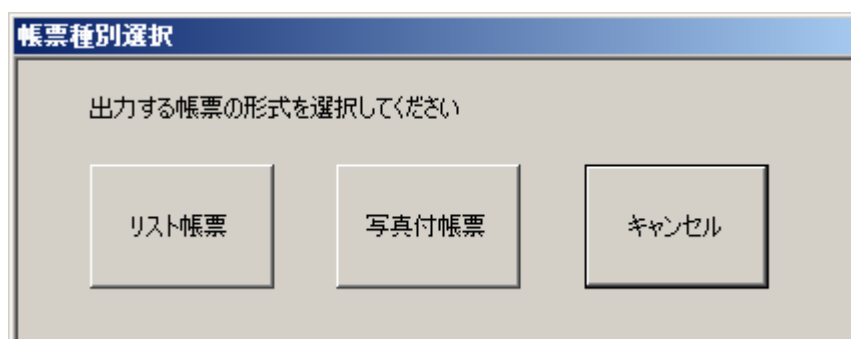 帳票種別選択
出力する帳票の形式を選択してください
リスト帳票 写真付帳票 キャンセル